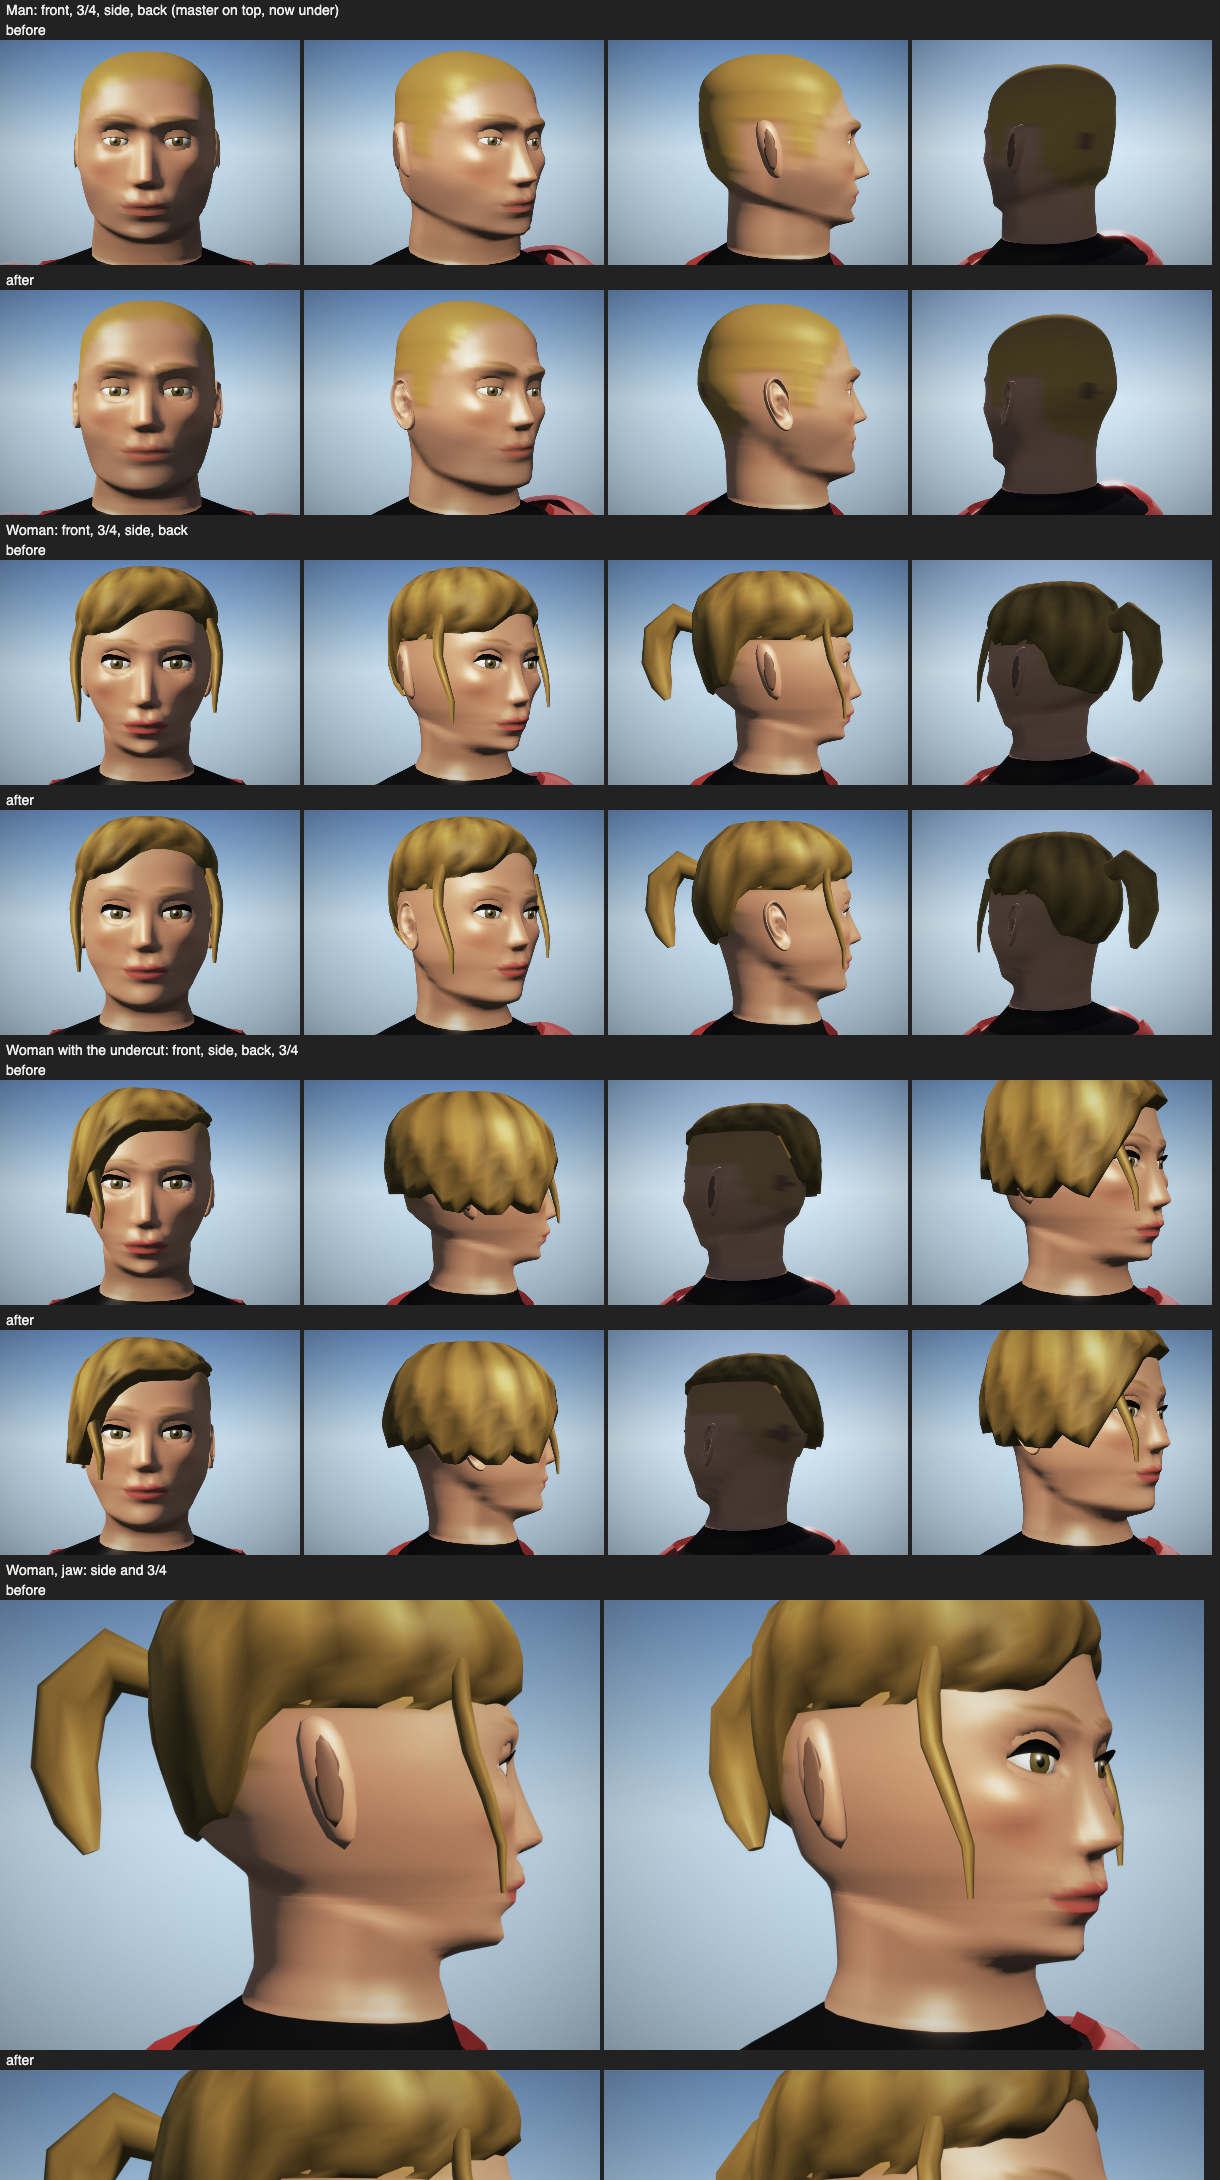 Man: front, 3/4, side, back (master on top, now under)
before
after
Woman: front, 3/4, side, back
before
after
Woman with the undercut: front, side, back, 3/4
before
after
Woman, jaw: side and 3/4
before
after